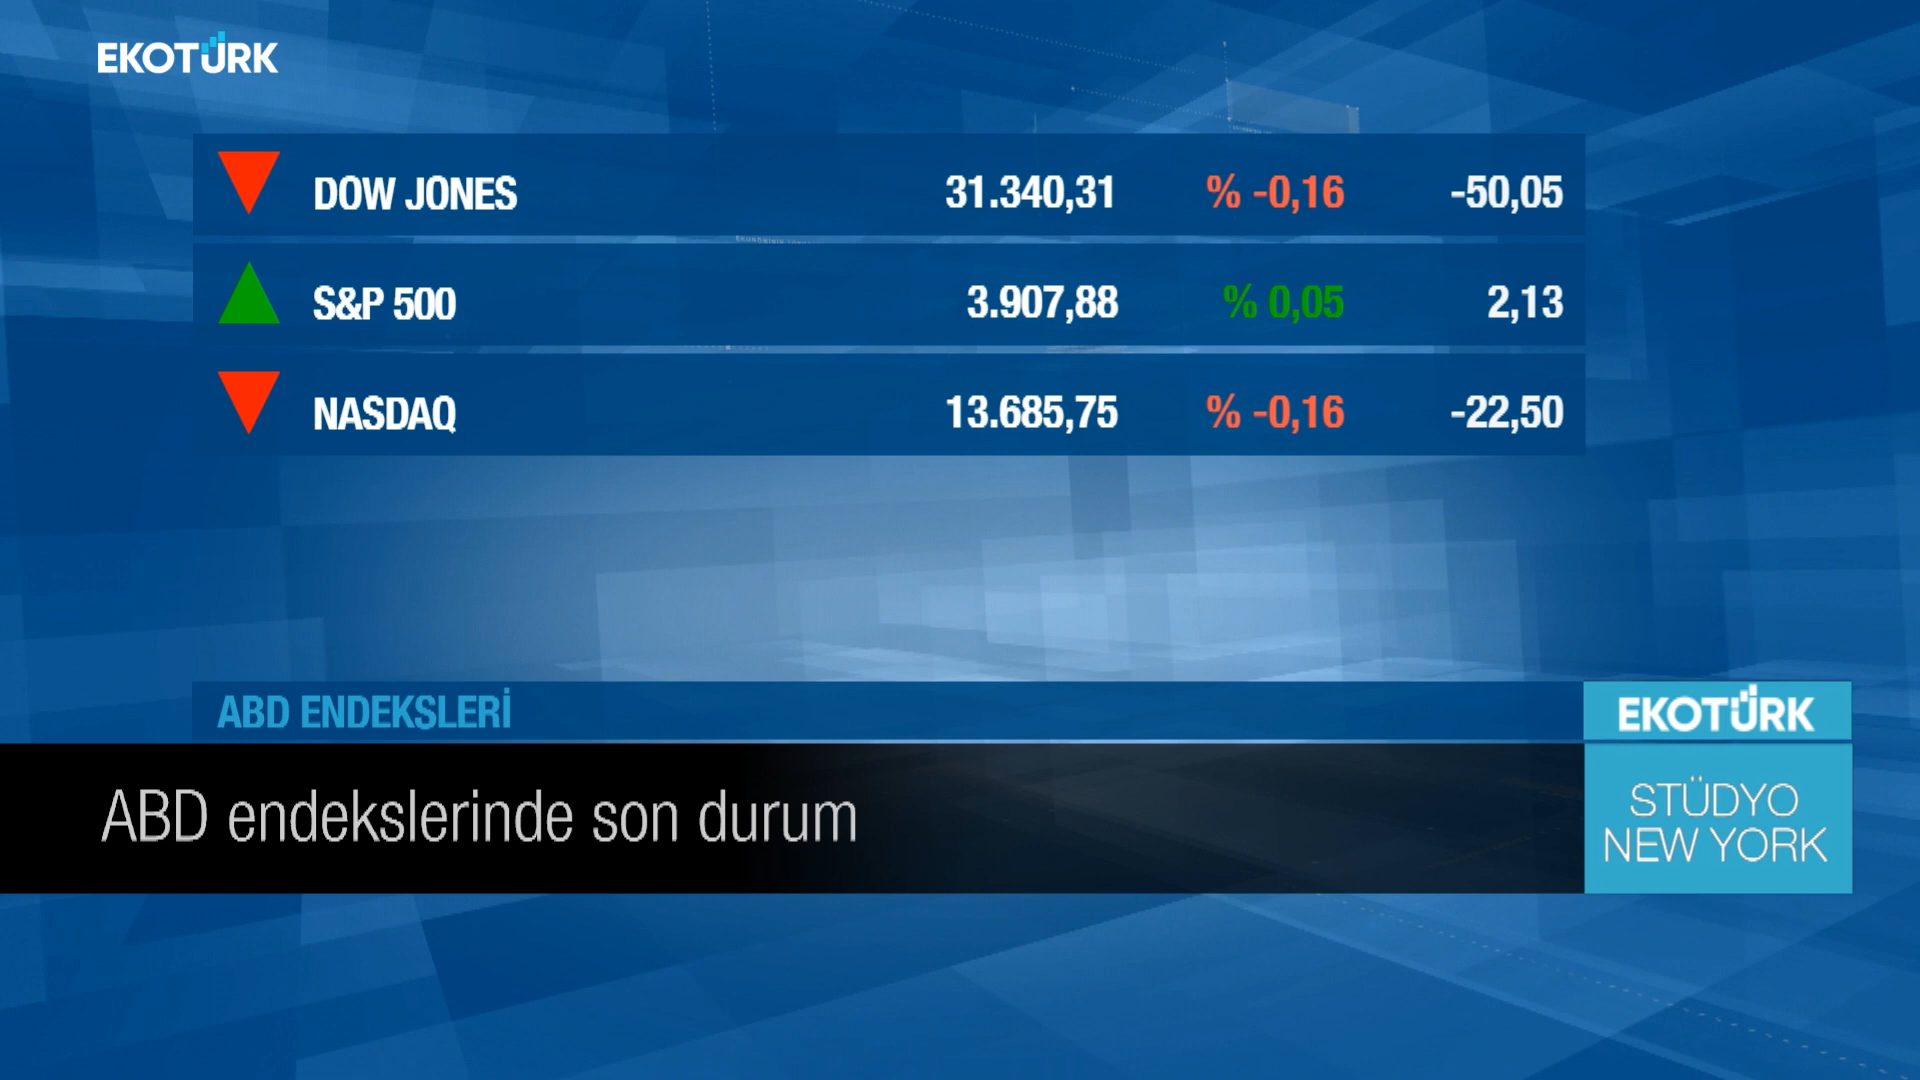 EKOTÜRK
DOW JONES 31.340,31 % -0,16 -50,05
S&P 500 3.907,88 % 0,05 2,13
NASDAQ 13.685,75 % -0,16 -22,50
ABD ENDEKSLERİ
EKOTÜRK
ABD endekslerinde son durum
STÜDYO
NEW YORK